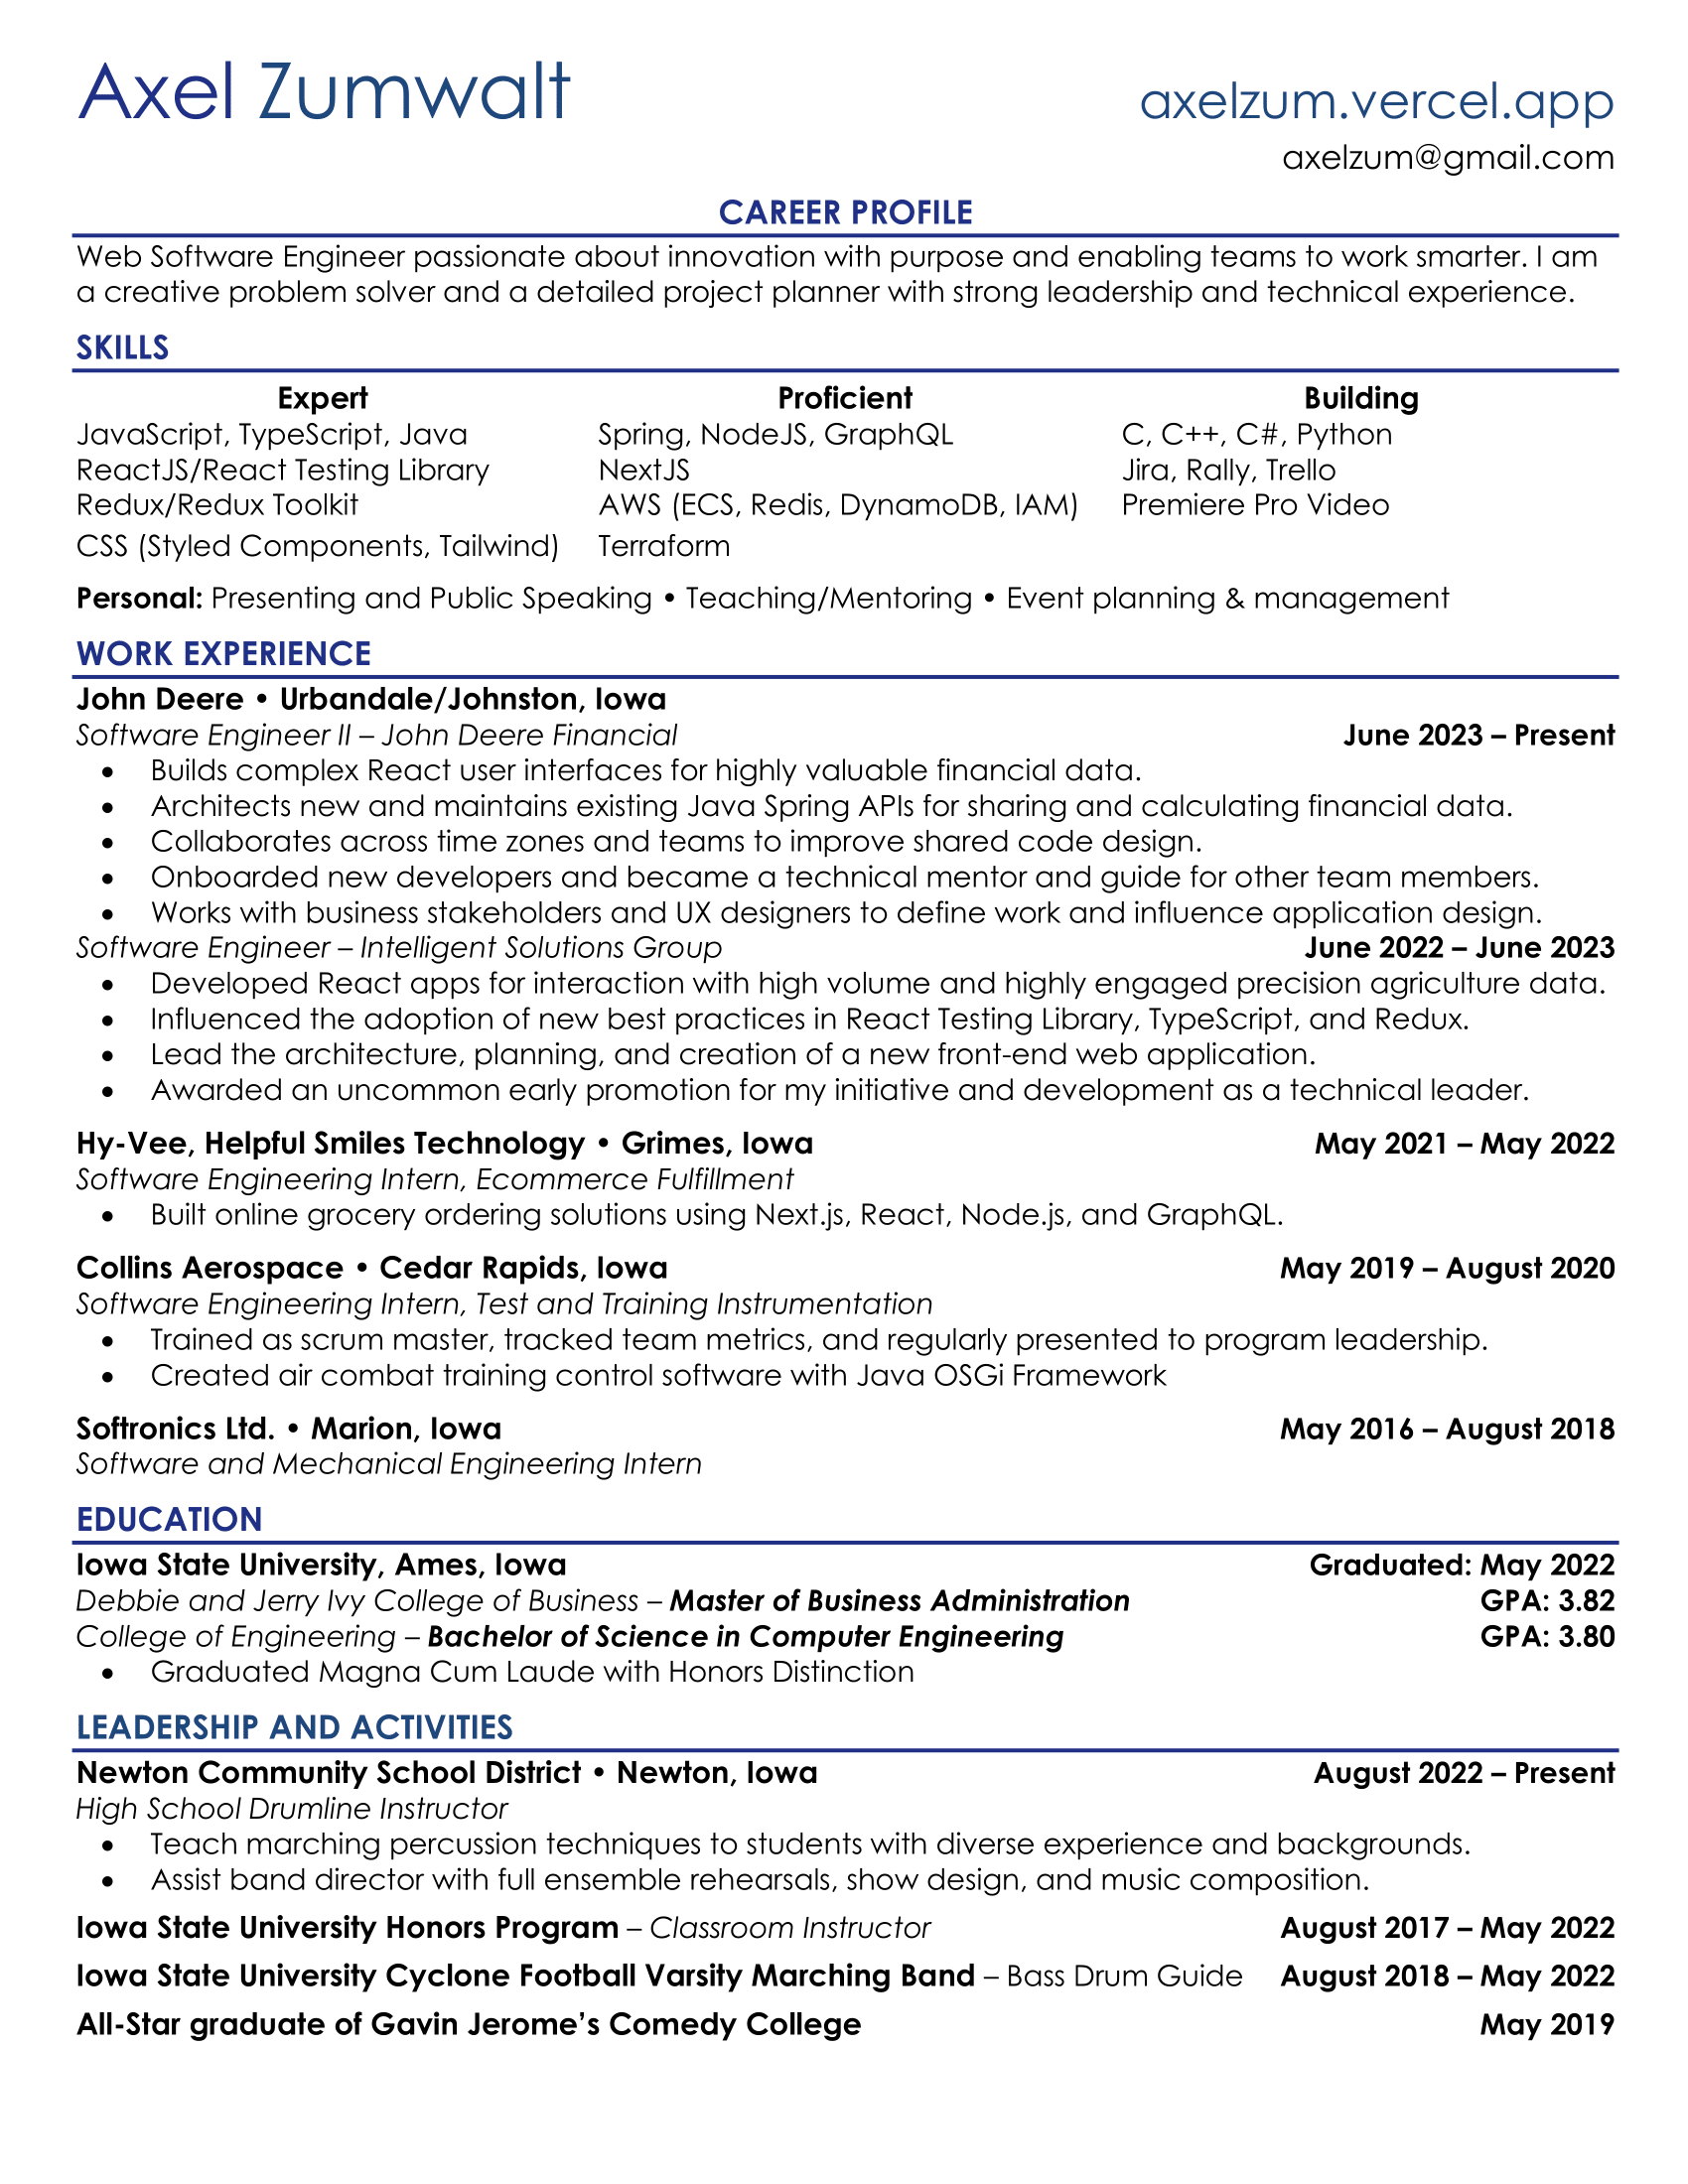 Axel Zumwalt
axelzum.vercel.app
axelzum@gmail.com
CAREER PROFILE
Web Software Engineer passionate about innovation with purpose and enabling teams to work smarter. I am
a creative problem solver and a detailed project planner with strong leadership and technical experience.
SKILLS
Expert Proficient Building
JavaScript, TypeScript, Java Spring, NodeJS, GraphQL C, C++, C#, Python
ReactJS/React Testing Library NextJS Jira, Rally, Trello
Redux/Redux Toolkit AWS (ECS, Redis, DynamoDB, IAM) Premiere Pro Video
CSS (Styled Components, Tailwind) Terraform
Personal: Presenting and Public Speaking • Teaching/Mentoring • Event planning & management
WORK EXPERIENCE
John Deere • Urbandale/Johnston, Iowa
Software Engineer II – John Deere Financial June 2023 – Present
• Builds complex React user interfaces for highly valuable financial data.
• Architects new and maintains existing Java Spring APIs for sharing and calculating financial data.
• Collaborates across time zones and teams to improve shared code design.
• Onboarded new developers and became a technical mentor and guide for other team members.
• Works with business stakeholders and UX designers to define work and influence application design.
Software Engineer – Intelligent Solutions Group June 2022 – June 2023
• Developed React apps for interaction with high volume and highly engaged precision agriculture data.
• Influenced the adoption of new best practices in React Testing Library, TypeScript, and Redux.
• Lead the architecture, planning, and creation of a new front-end web application.
• Awarded an uncommon early promotion for my initiative and development as a technical leader.
Hy-Vee, Helpful Smiles Technology • Grimes, Iowa May 2021 – May 2022
Software Engineering Intern, Ecommerce Fulfillment
• Built online grocery ordering solutions using Next.js, React, Node.js, and GraphQL.
Collins Aerospace • Cedar Rapids, Iowa May 2019 – August 2020
Software Engineering Intern, Test and Training Instrumentation
• Trained as scrum master, tracked team metrics, and regularly presented to program leadership.
• Created air combat training control software with Java OSGi Framework
Softronics Ltd. • Marion, Iowa May 2016 – August 2018
Software and Mechanical Engineering Intern
EDUCATION
Iowa State University, Ames, Iowa Graduated: May 2022
Debbie and Jerry Ivy College of Business – Master of Business Administration GPA: 3.82
College of Engineering – Bachelor of Science in Computer Engineering GPA: 3.80
• Graduated Magna Cum Laude with Honors Distinction
LEADERSHIP AND ACTIVITIES
Newton Community School District • Newton, Iowa August 2022 – Present
High School Drumline Instructor
• Teach marching percussion techniques to students with diverse experience and backgrounds.
• Assist band director with full ensemble rehearsals, show design, and music composition.
Iowa State University Honors Program – Classroom Instructor August 2017 – May 2022
Iowa State University Cyclone Football Varsity Marching Band – Bass Drum Guide August 2018 – May 2022
All-Star graduate of Gavin Jerome’s Comedy College May 2019